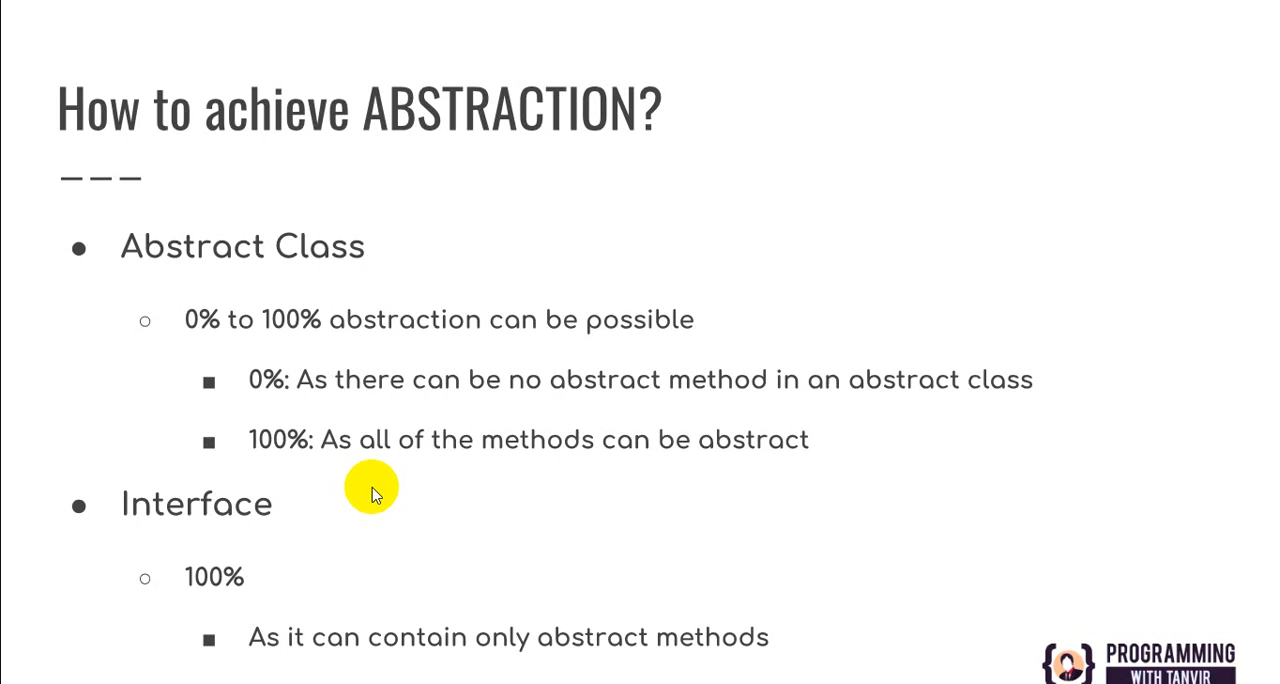 How to achieve ABSTRACTION?
Abstract Class
0% to 100% abstraction can be possible
0%: As there can be no abstract method in an abstract class
100%: As all of the methods can be abstract
Interface
100%
As it can contain only abstract methods
PROGRAMMING
WITH TANVIR